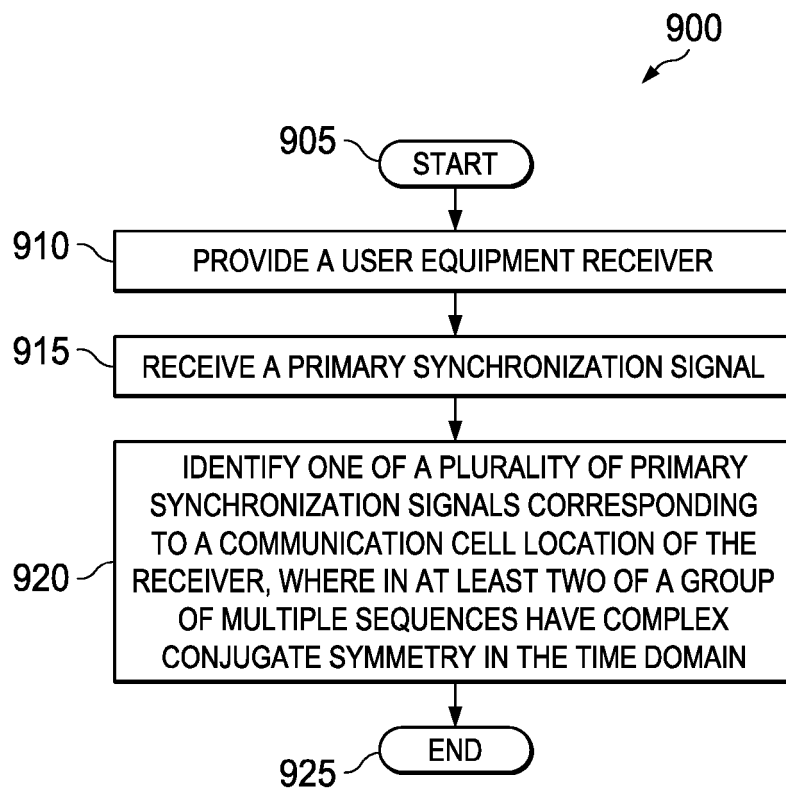 900
905
START
910
PROVIDE A USER EQUIPMENT RECEIVER
915
RECEIVE A PRIMARY SYNCHRONIZATION SIGNAL
920
IDENTIFY ONE OF A PLURALITY OF PRIMARY
SYNCHRONIZATION SIGNALS CORRESPONDING
TO A COMMUNICATION CELL LOCATION OF THE
RECEIVER, WHERE IN AT LEAST TWO OF A GROUP
OF MULTIPLE SEQUENCES HAVE COMPLEX
CONJUGATE SYMMETRY IN THE TIME DOMAIN
925
END